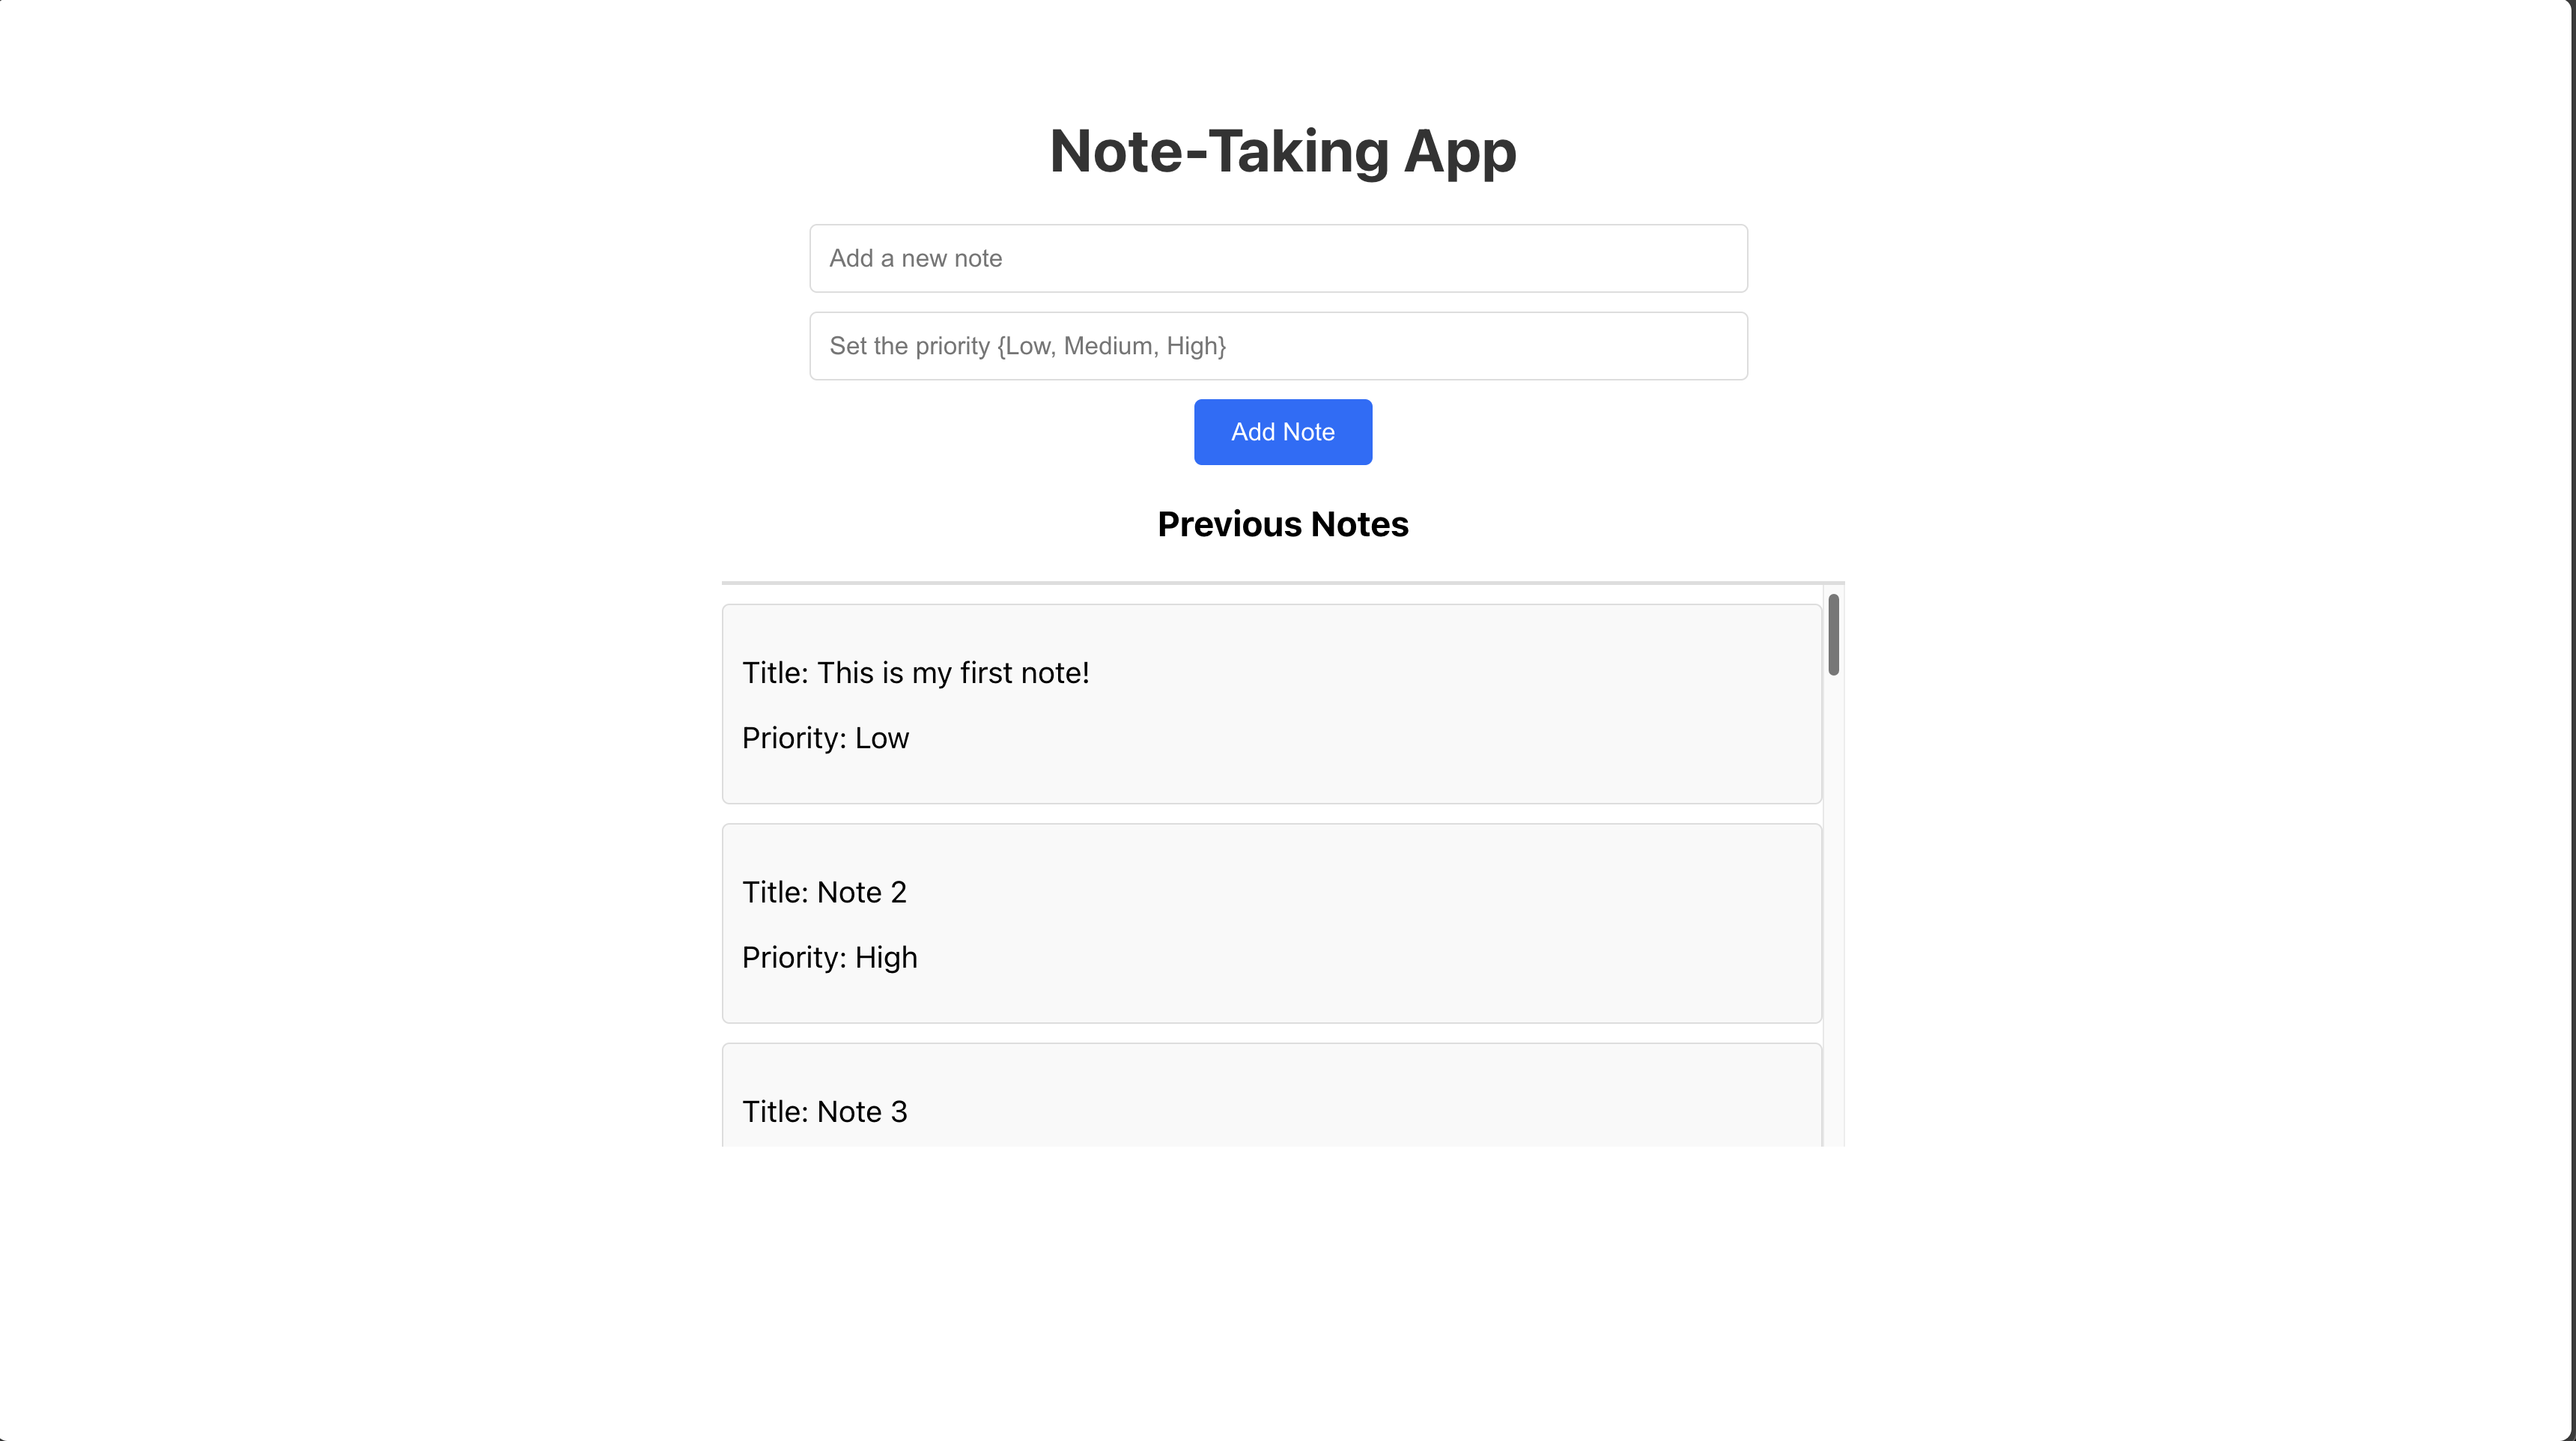 Note-Taking App
Add a new note
Set the priority {Low, Medium, High}
Add Note
Previous Notes
Title: This is my first note!
Priority: Low
Title: Note 2
Priority: High
Title: Note 3